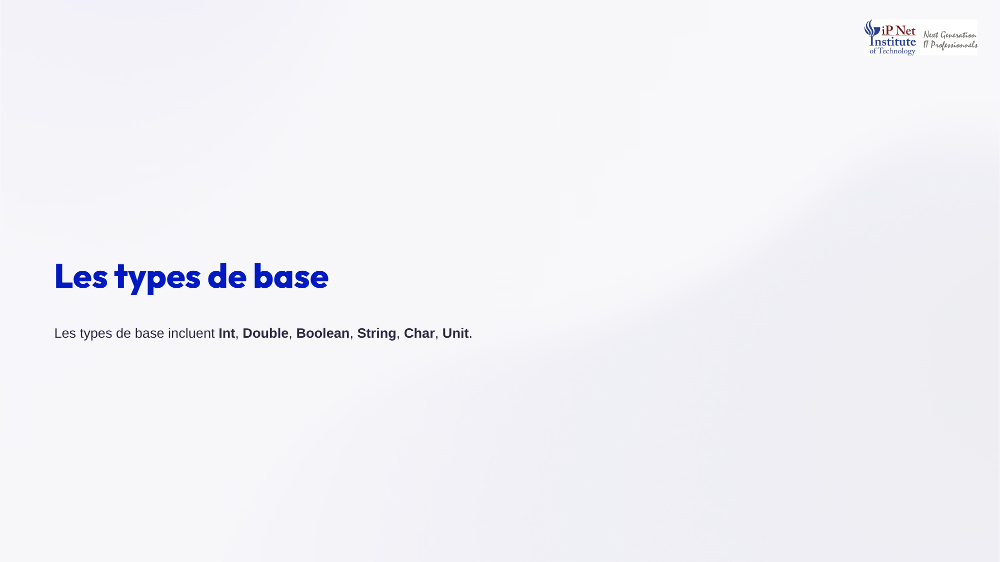 iP Net
Institute
of Technology
Next Generation
IT Professionnels
Les types de base
Les types de base incluent Int, Double, Boolean, String, Char, Unit.